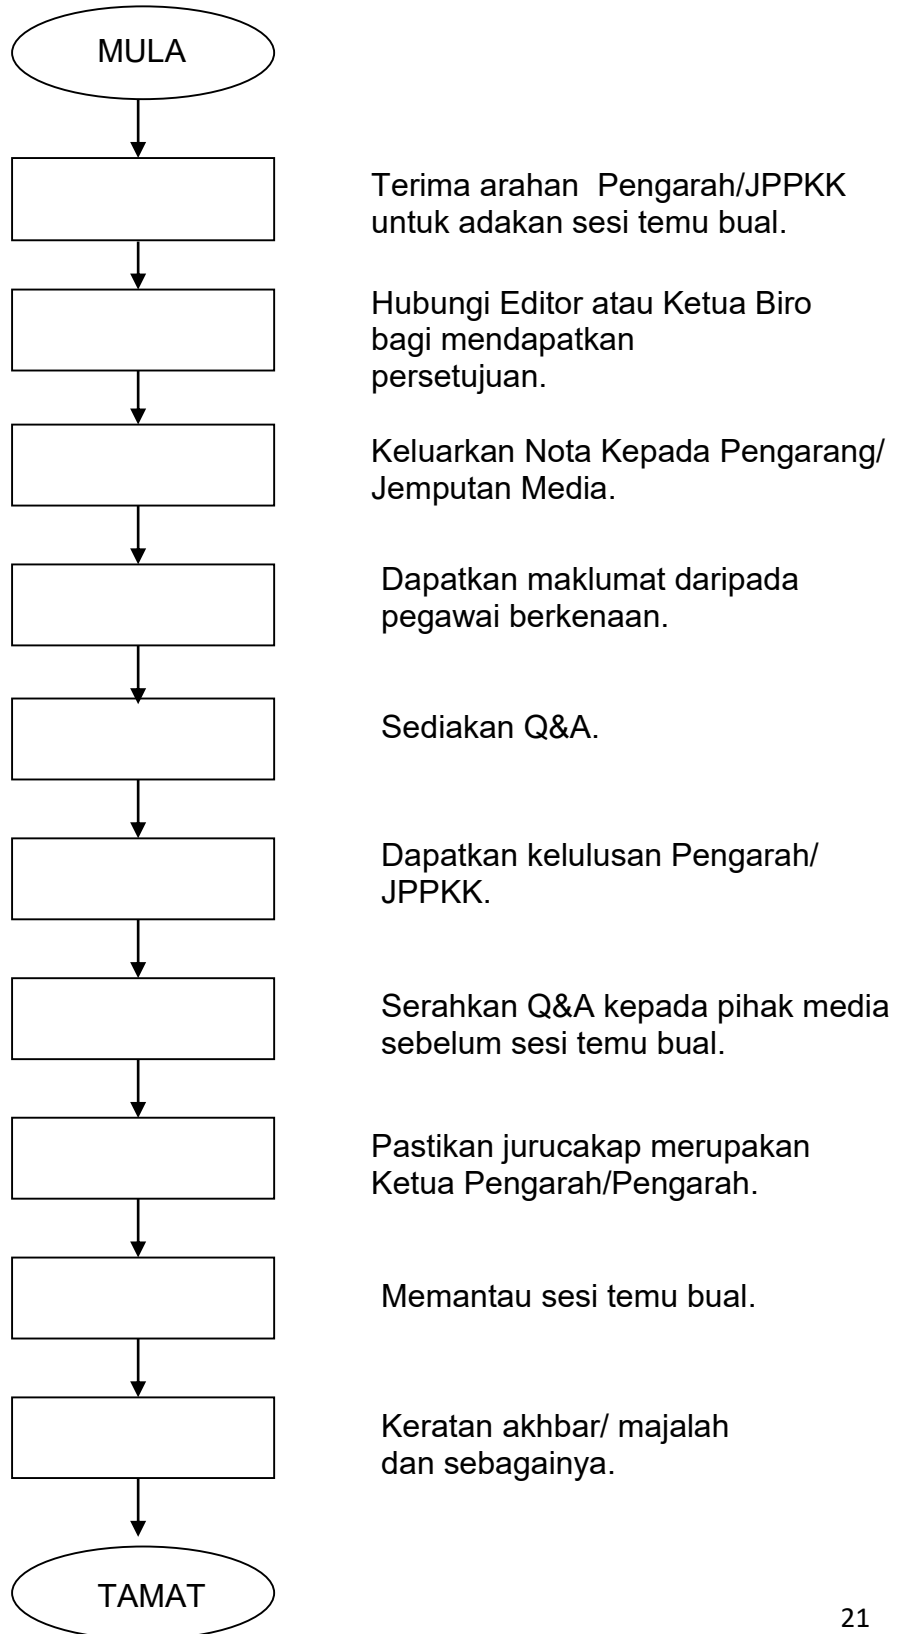 MULA
Terima arahan  Pengarah/JPPKK
untuk adakan sesi temu bual.
Hubungi Editor atau Ketua Biro
bagi mendapatkan
persetujuan.
Keluarkan Nota Kepada Pengarang/
Jemputan Media.
Dapatkan maklumat daripada
pegawai berkenaan.
Sediakan Q&A.
Dapatkan kelulusan Pengarah/
JPPKK.
Serahkan Q&A kepada pihak media
sebelum sesi temu bual.
Pastikan jurucakap merupakan
Ketua Pengarah/Pengarah.
Memantau sesi temu bual.
Keratan akhbar/ majalah
dan sebagainya.
TAMAT
21